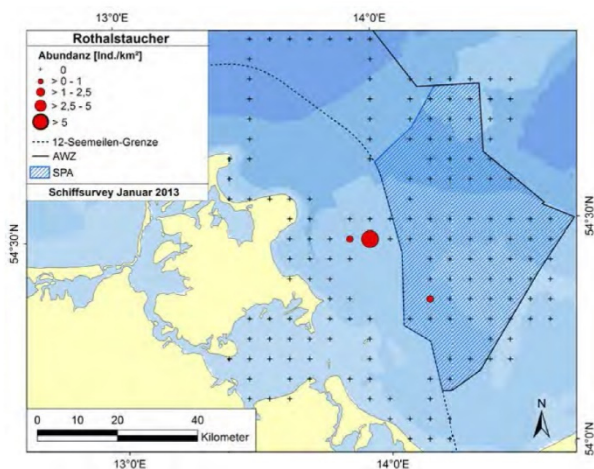 13°0'E 14°0'E
Rothalstaucher
Abundanz [Ind./km²]
0
> 0 - 1
> 1 - 2,5
> 2,5 - 5
> 5
12-Seemeilen-Grenze
AWZ
SPA
Schiffsurvey Januar 2013
54°30'N 54°30'N
N
0 10 20 40
Kilometer
54°0'N
13°0'E 14°0'E